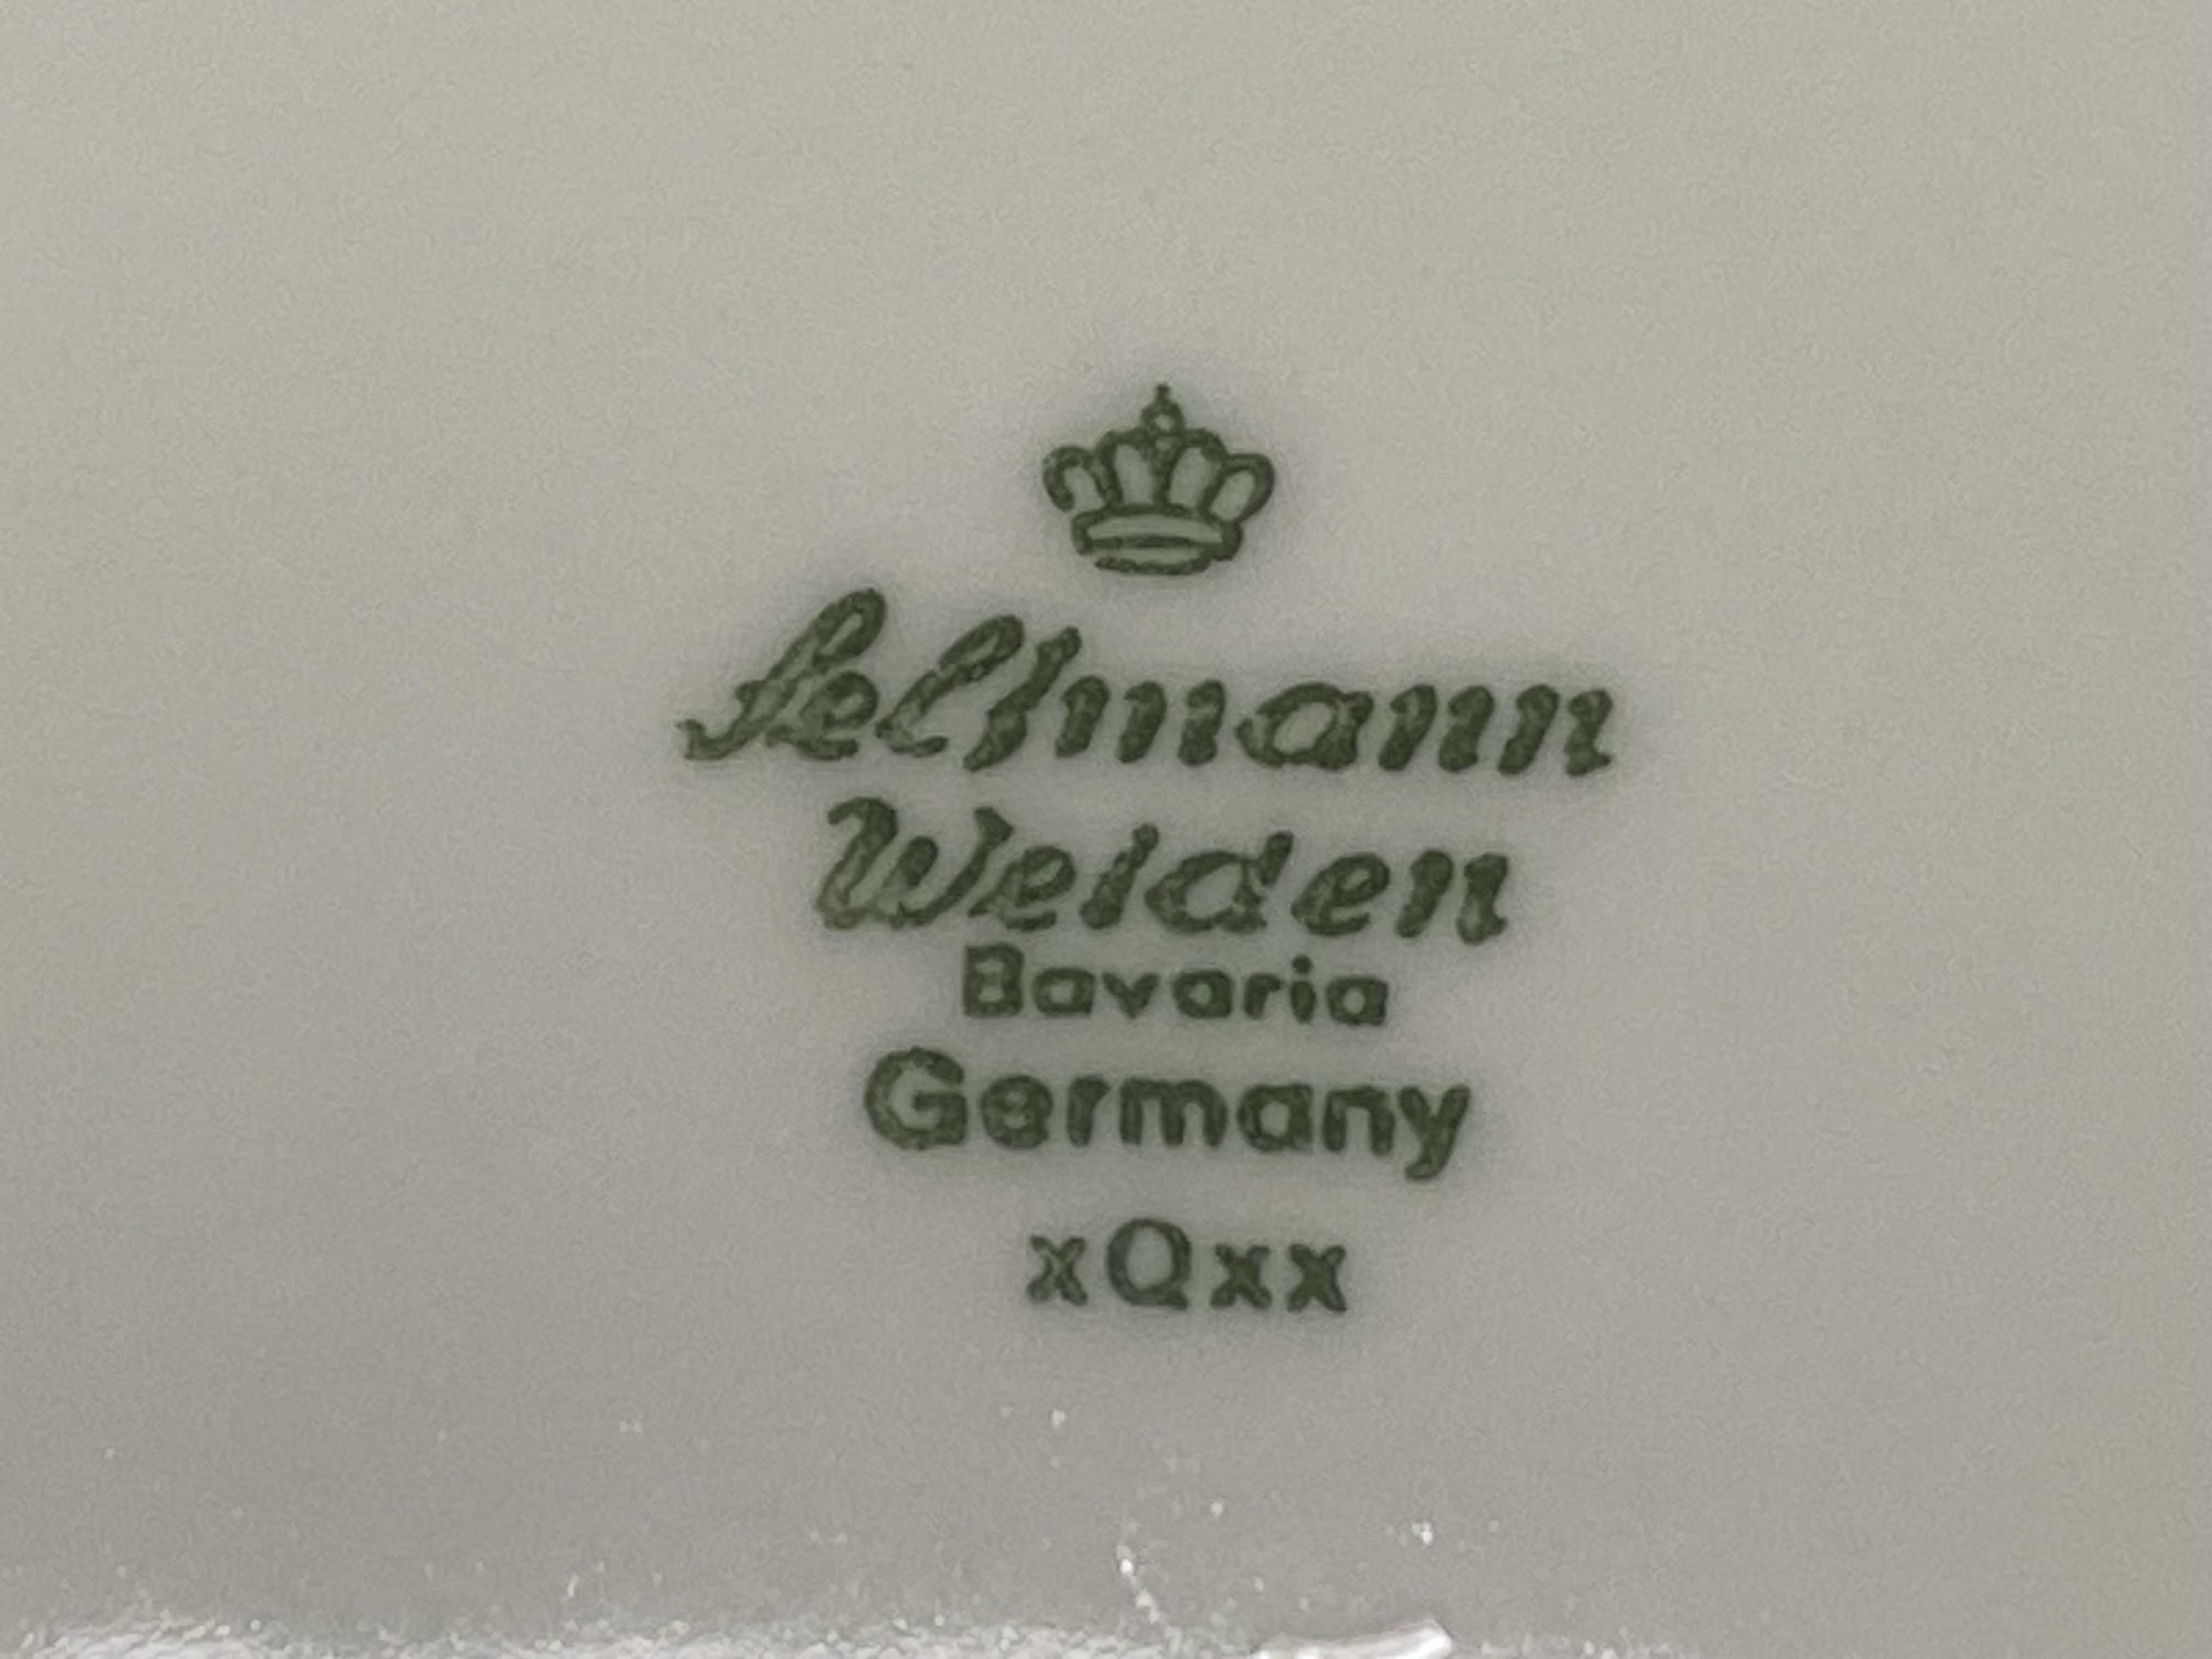 Seltmann
Weiden
Bavaria
Germany
xQxx